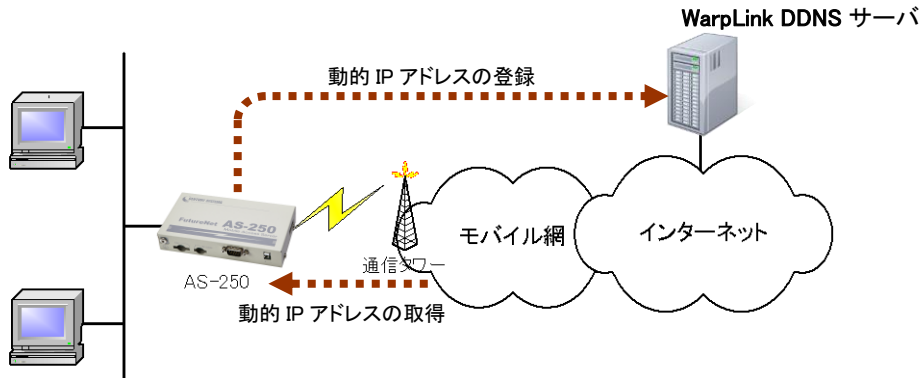 WarpLink DDNS サーバ
動的 IP アドレスの登録
FutureNet AS-250
モバイル網
インターネット
通信タワー
AS-250
動的 IP アドレスの取得